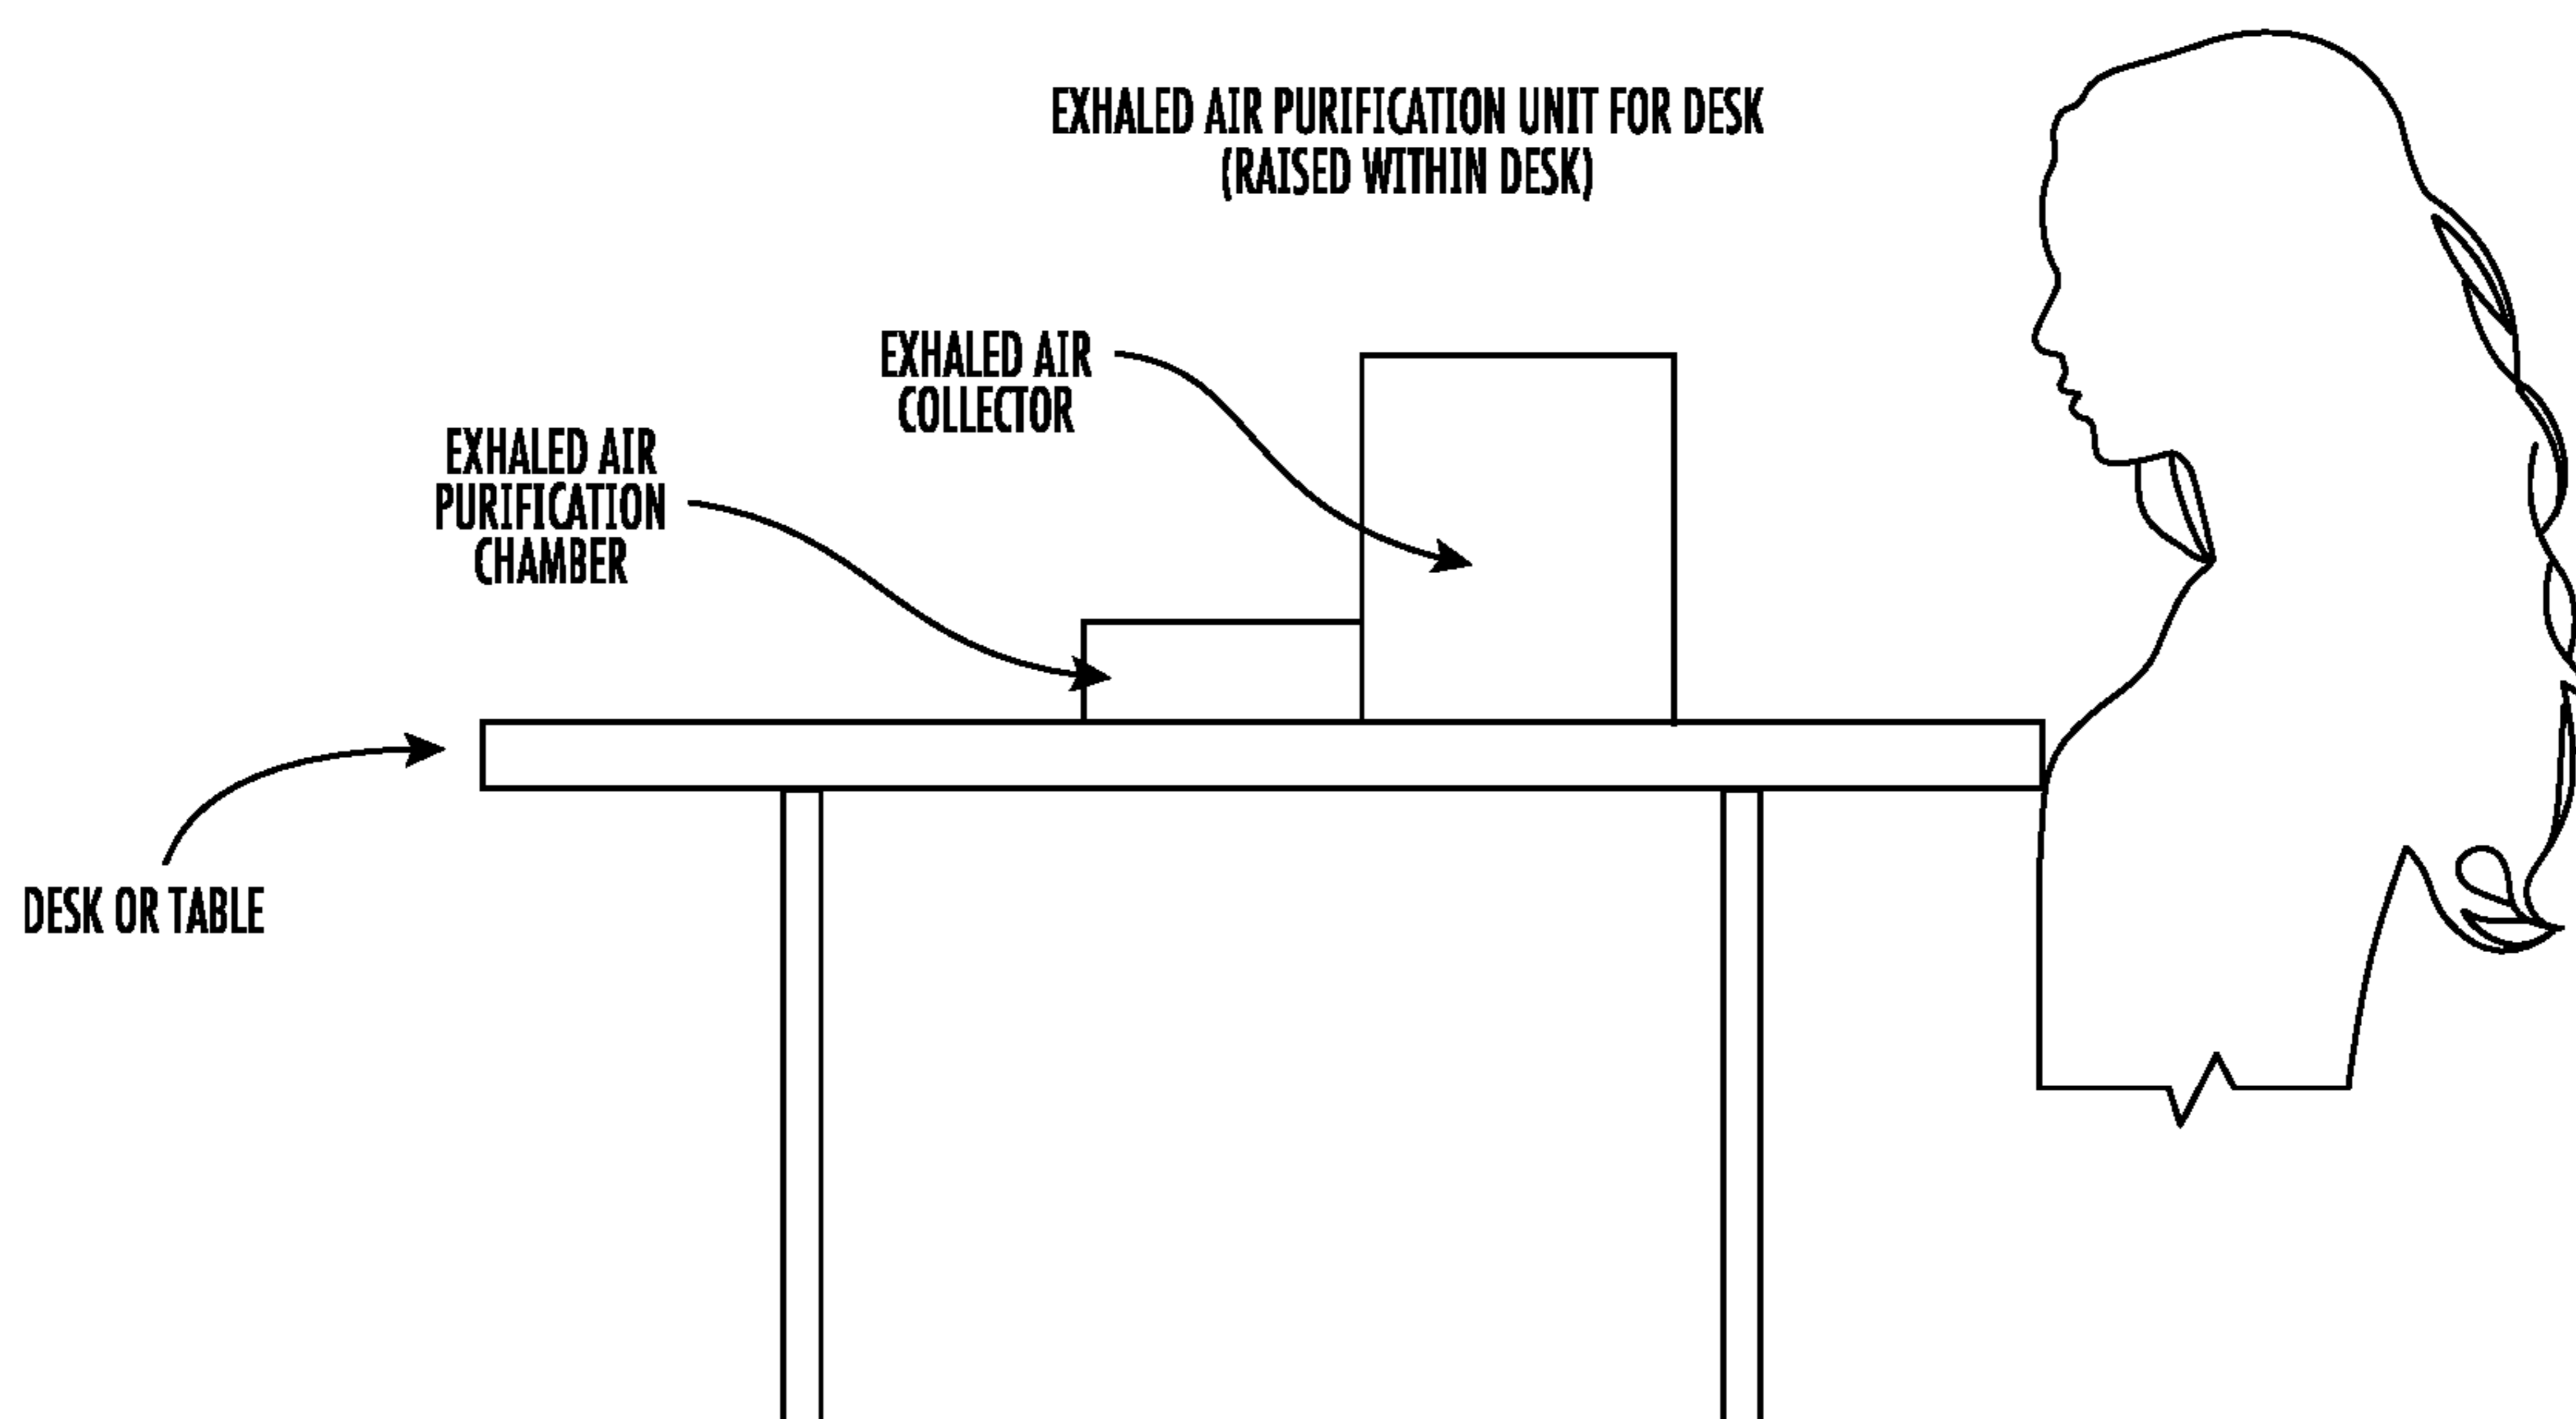 EXHALED AIR PURIFICATION UNIT FOR DESK
(RAISED WITHIN DESK)
EXHALED AIR
COLLECTOR
EXHALED AIR
PURIFICATION
CHAMBER
DESK OR TABLE